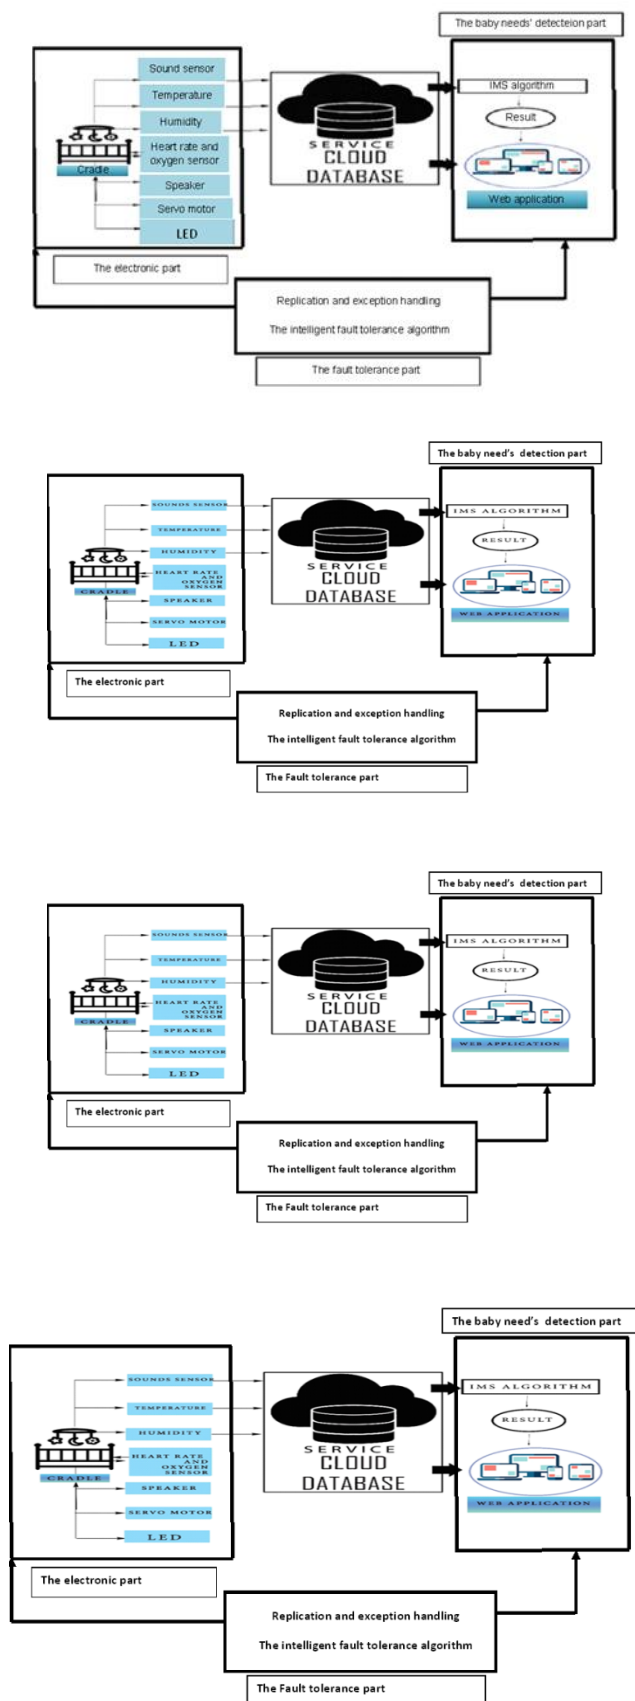 The baby needs' detecteion part
Sound sensor
Temperature
Humidity
Heart rate and
oxygen sensor
Cradle
Speaker
Servo motor
LED
SERVICE
CLOUD
DATABASE
IMS algorithm
Result
Web application
The electronic part
Replication and exception handling
The intelligent fault tolerance algorithm
The fault tolerance part
The baby need's detection part
SOUNDS SENSOR
TEMPERATURE
HUMIDITY
HEART RATE
AND
OXYGEN
SENSOR
CRADLE
SPEAKER
SERVO MOTOR
LED
SERVICE
CLOUD
DATABASE
IMS ALGORITHM
RESULT
WEB APPLICATION
The electronic part
Replication and exception handling
The intelligent fault tolerance algorithm
The Fault tolerance part
The baby need's detection part
SOUNDS SENSOR
TEMPERATURE
HUMIDITY
HEART RATE
AND
OXYGEN
SENSOR
CRADLE
SPEAKER
SERVO MOTOR
LED
SERVICE
CLOUD
DATABASE
IMS ALGORITHM
RESULT
WEB APPLICATION
The electronic part
Replication and exception handling
The intelligent fault tolerance algorithm
The Fault tolerance part
The baby need's detection part
SOUNDS SENSOR
TEMPERATURE
HUMIDITY
HEART RATE
AND
OXYGEN
SENSOR
CRADLE
SPEAKER
SERVO MOTOR
LED
SERVICE
CLOUD
DATABASE
IMS ALGORITHM
RESULT
WEB APPLICATION
The electronic part
Replication and exception handling
The intelligent fault tolerance algorithm
The Fault tolerance part